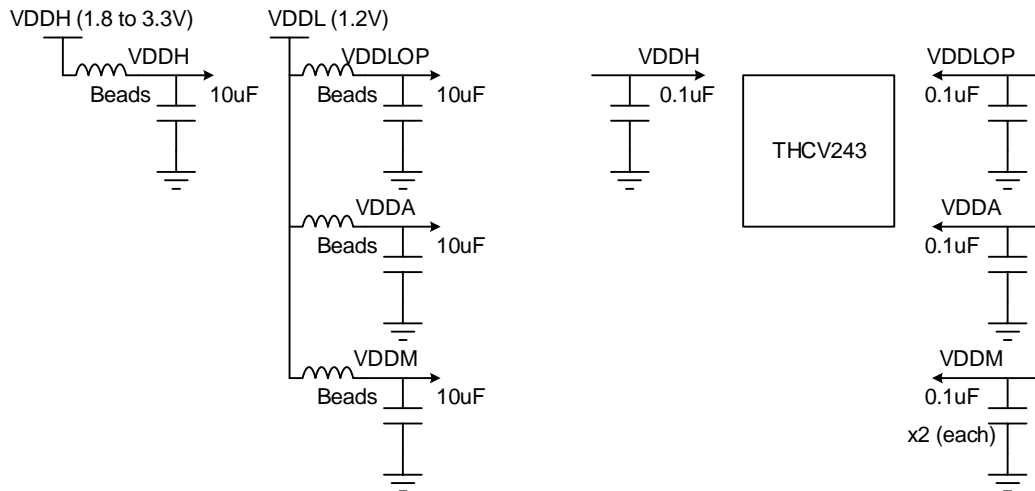 VDDH (1.8 to 3.3V)
VDDH
Beads
10uF
VDDL (1.2V)
VDDLOP
Beads
10uF
VDDA
Beads
10uF
VDDM
Beads
10uF
VDDH
0.1uF
THCV243
VDDLOP
0.1uF
VDDA
0.1uF
VDDM
0.1uF
x2 (each)